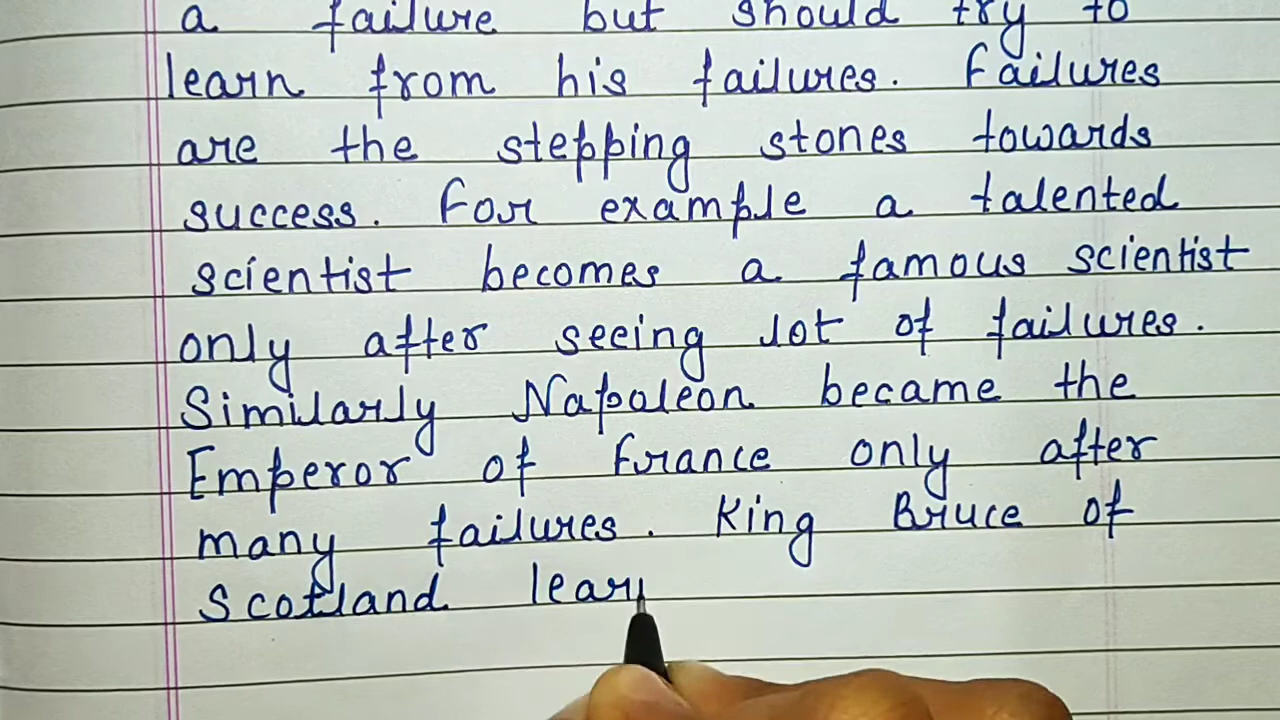 a failure but should try to
learn from his failures. Failures
are the stepping stones towards
success. For example a talented
scientist becomes a famous scientist
only after seeing lot of failures.
Similarly Napoleon became the
Emperor of France only after
many failures. King Bruce of
Scotland lear